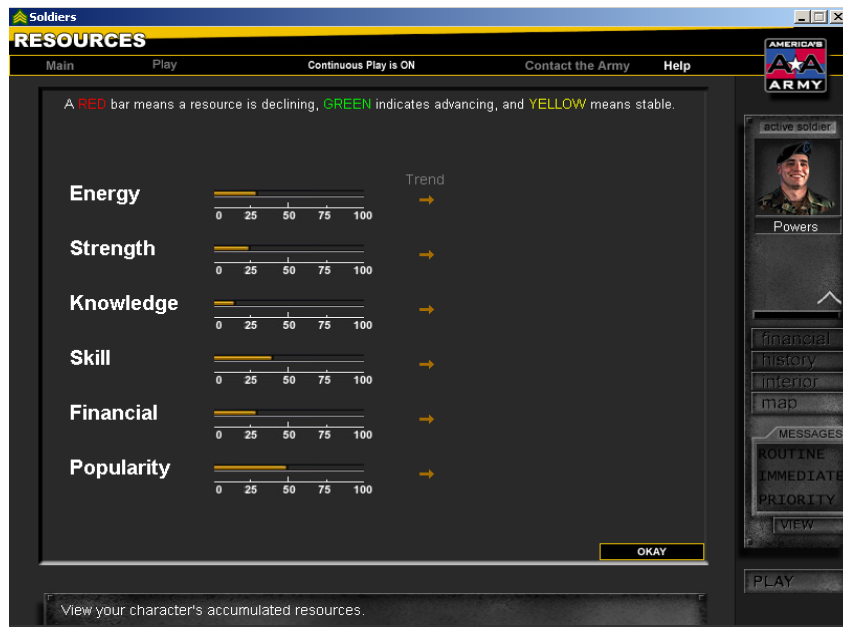 Soldiers
RESOURCES
AMERICA'S
ARMY
Main Play Continuous Play is ON Contact the Army Help
A RED bar means a resource is declining, GREEN indicates advancing, and YELLOW means stable.
active soldier
Powers
Trend
Energy
0 25 50 75 100
Strength
0 25 50 75 100
Knowledge
0 25 50 75 100
Skill
0 25 50 75 100
Financial
0 25 50 75 100
Popularity
0 25 50 75 100
financial
history
interior
map
MESSAGES
ROUTINE
IMMEDIATE
PRIORITY
VIEW
OKAY
PLAY
View your character's accumulated resources.